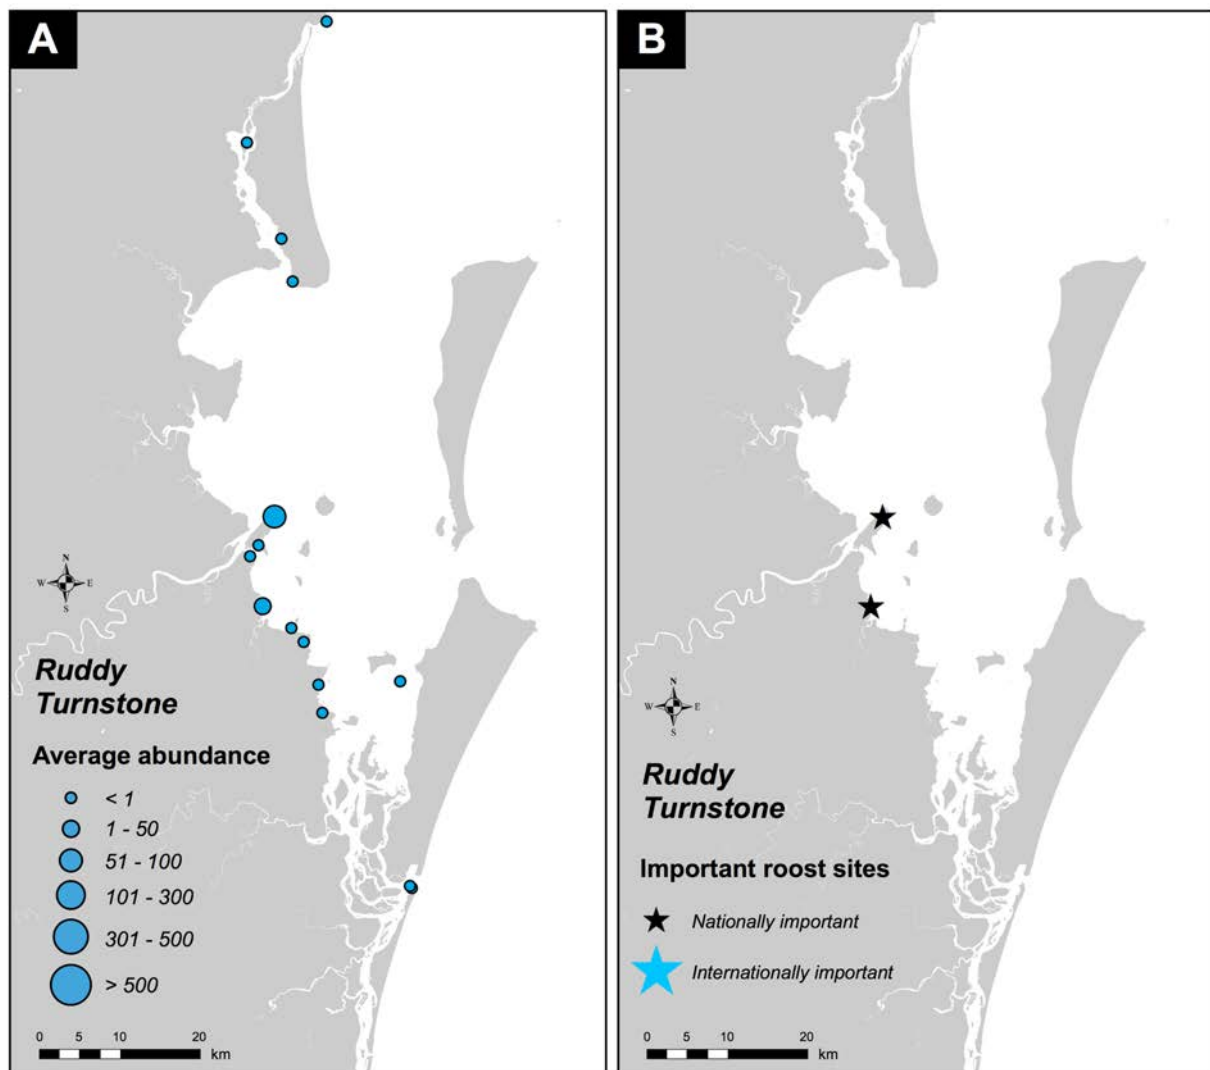 A
N
W E
S
Ruddy
Turnstone
Average abundance
< 1
1 - 50
51 - 100
101 - 300
301 - 500
> 500
0 5 10 20
km
B
N
W E
S
Ruddy
Turnstone
Important roost sites
Nationally important
Internationally important
0 5 10 20
km